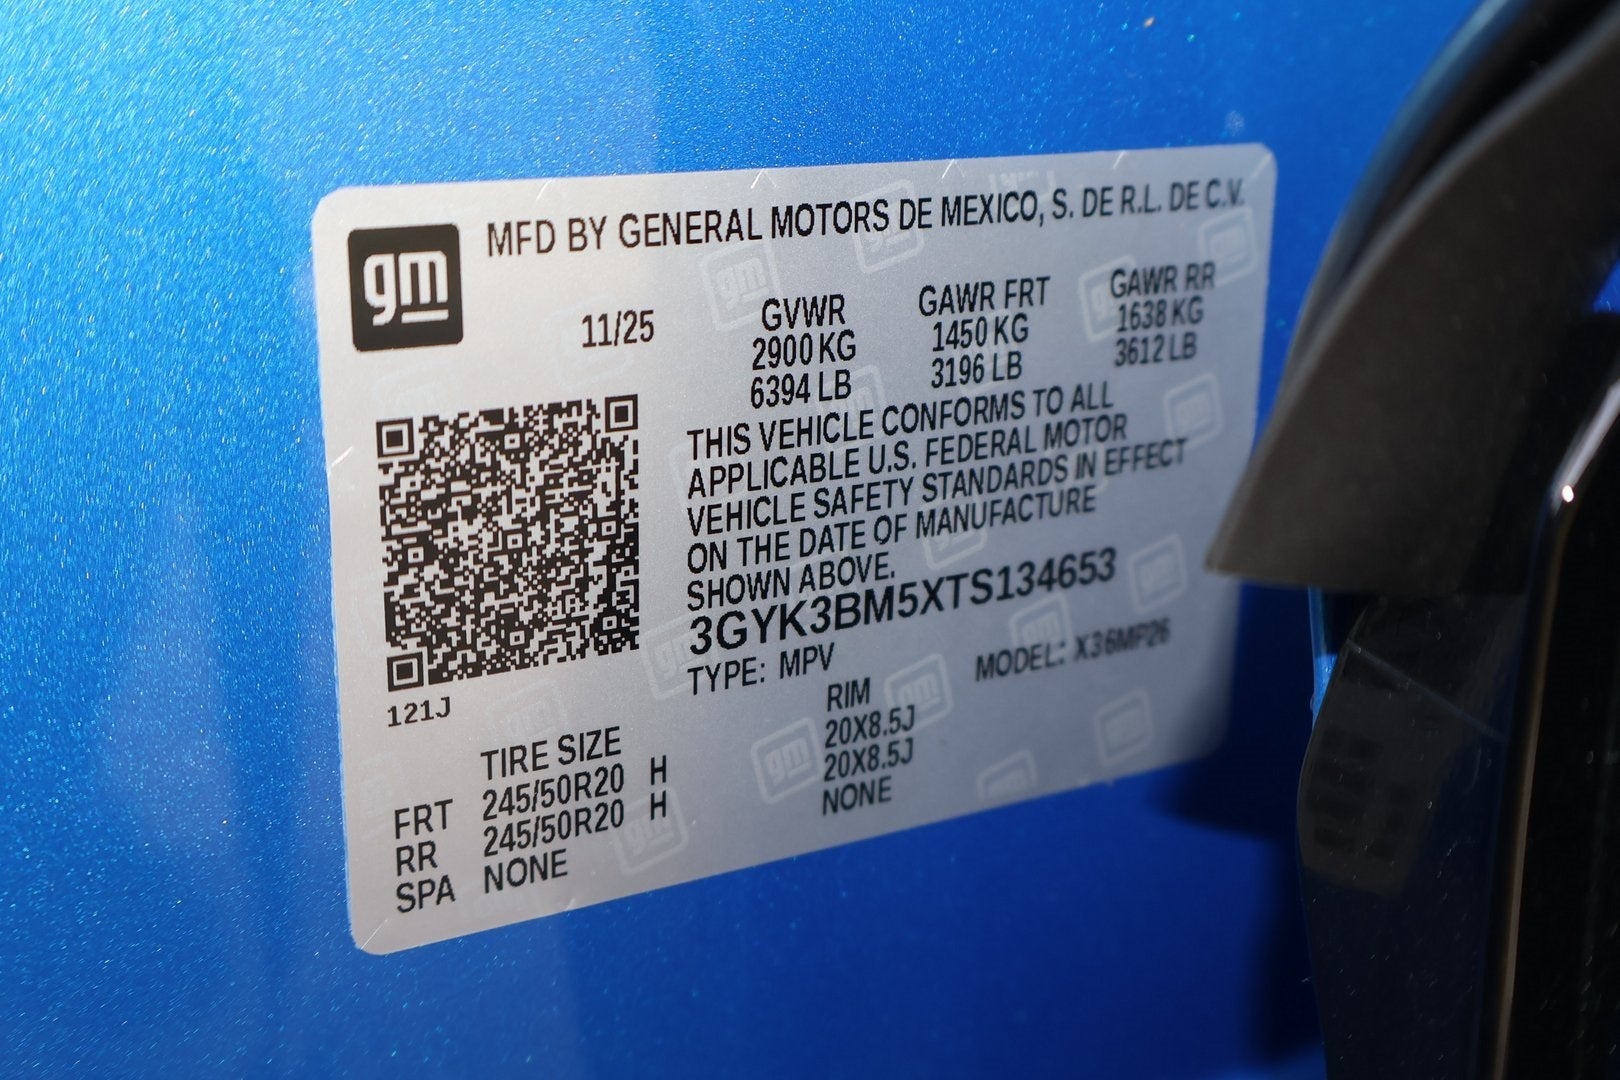 gm
MFD BY GENERAL MOTORS DE MEXICO, S. DE R.L. DE C.V.
11/25
GVWR
2900 KG
6394 LB
GAWR FRT
1450 KG
3196 LB
GAWR RR
1638 KG
3612 LB
THIS VEHICLE CONFORMS TO ALL
APPLICABLE U.S. FEDERAL MOTOR
VEHICLE SAFETY STANDARDS IN EFFECT
ON THE DATE OF MANUFACTURE
SHOWN ABOVE.
3GYK3BM5XTS134653
TYPE: MPV
MODEL: X36MP26
121J
TIRE SIZE
RIM
FRT 245/50R20 H 20X8.5J
RR 245/50R20 H 20X8.5J
SPA NONE NONE